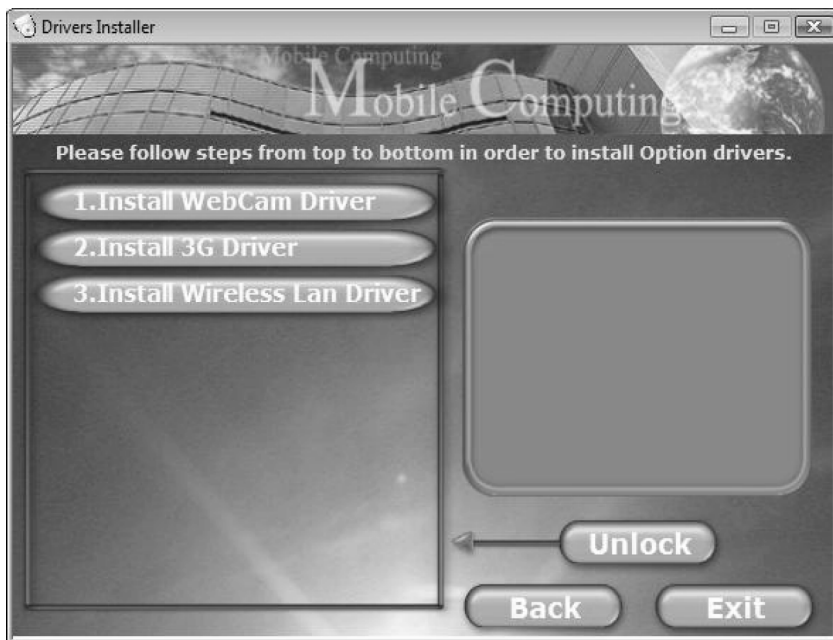 Drivers Installer
Mobile Computing
Mobile Computing
Please follow steps from top to bottom in order to install Option drivers.
1.Install WebCam Driver
2.Install 3G Driver
3.Install Wireless Lan Driver
Unlock
Back
Exit